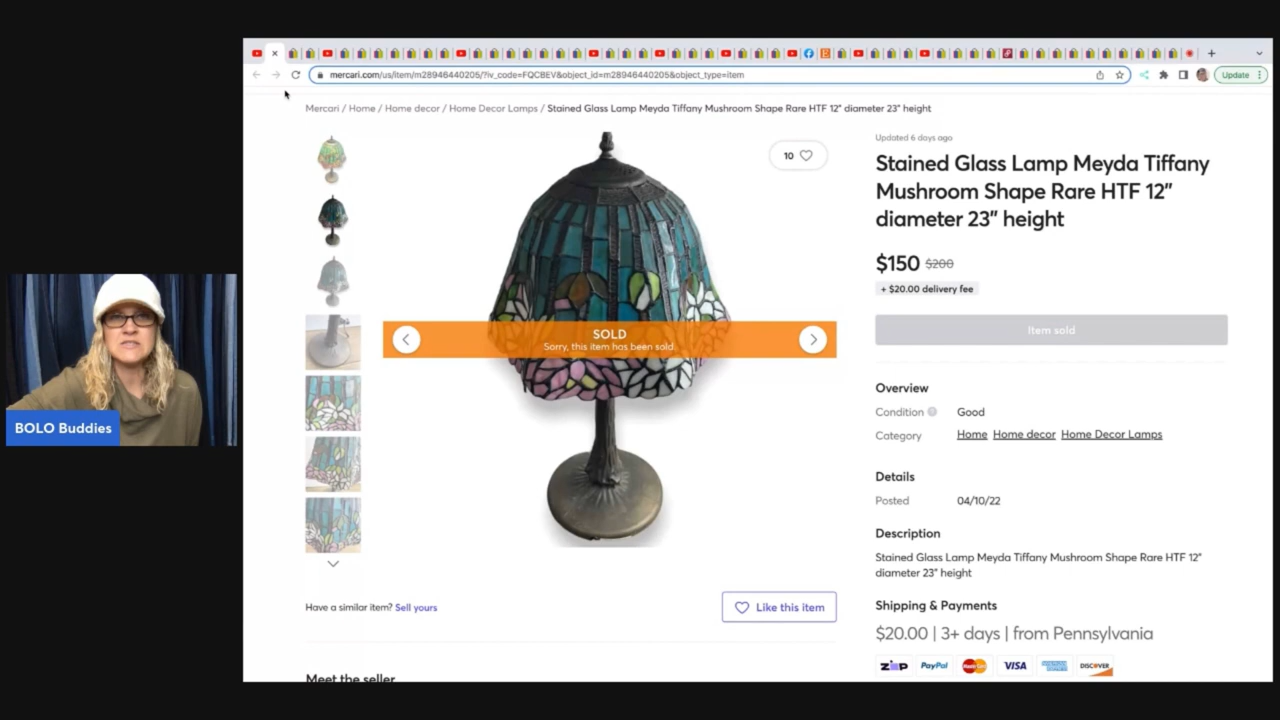 mercari.com/us/item/m28946440205/?iv_code=FQCBEV&object_id=m28946440205&object_type=item
Update
Mercari / Home / Home decor / Home Decor Lamps / Stained Glass Lamp Meyda Tiffany Mushroom Shape Rare HTF 12" diameter 23" height
10
Updated 6 days ago
Stained Glass Lamp Meyda Tiffany
Mushroom Shape Rare HTF 12"
diameter 23" height
$150 $200
+ $20.00 delivery fee
Item sold
SOLD
Sorry, this item has been sold.
Overview
Condition Good
Category Home Home decor Home Decor Lamps
BOLO Buddies
Details
Posted 04/10/22
Description
Stained Glass Lamp Meyda Tiffany Mushroom Shape Rare HTF 12"
diameter 23" height
Have a similar item? Sell yours
Like this item
Shipping & Payments
$20.00 | 3+ days | from Pennsylvania
ZIP PayPal MasterCard VISA DISCOVER
Meet the seller